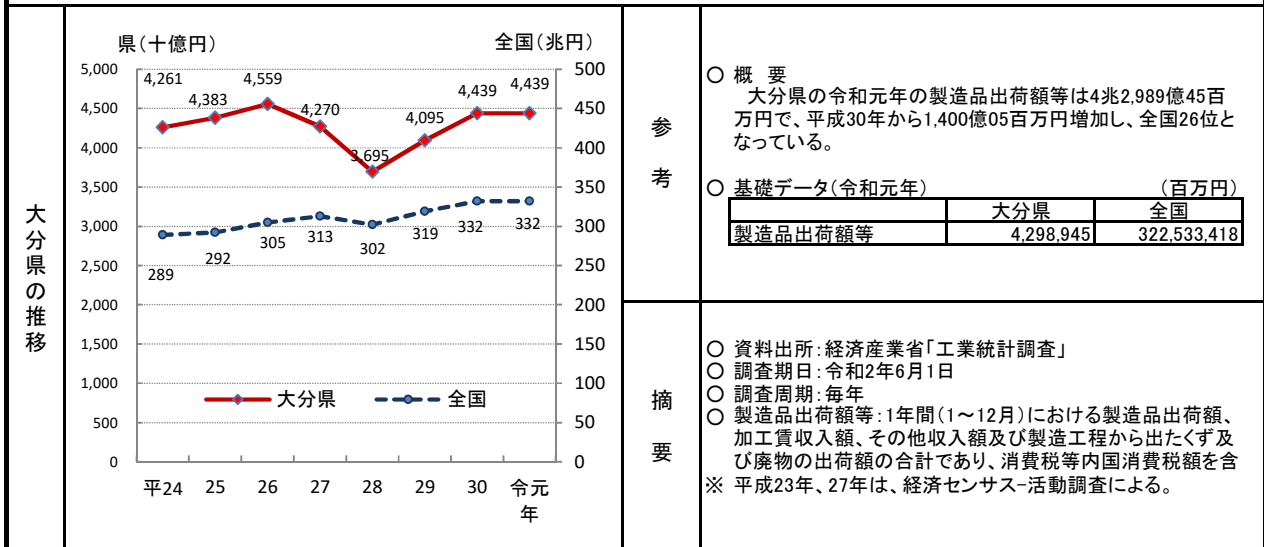 大分県の推移
県(十億円)
全国(兆円)
5,000
4,500
4,000
3,500
3,000
2,500
2,000
1,500
1,000
500
0
500
450
400
350
300
250
200
150
100
50
0
4,261
4,383
4,559
4,270
3,695
4,095
4,439
4,439
289
292
305
313
302
319
332
332
大分県
全国
平24 25 26 27 28 29 30 令元
年
参考
○ 概 要
大分県の令和元年の製造品出荷額等は4兆2,989億45百
万円で、平成30年から1,400億05百万円増加し、全国26位と
なっている。
○ 基礎データ(令和元年) (百万円)
大分県 全国
製造品出荷額等 4,298,945 322,533,418
摘要
○ 資料出所:経済産業省「工業統計調査」
○ 調査期日:令和2年6月1日
○ 調査周期:毎年
○ 製造品出荷額等:1年間(1~12月)における製造品出荷額、
加工賃収入額、その他収入額及び製造工程から出たくず及
び廃物の出荷額の合計であり、消費税等内国消費税額を含
※ 平成23年、27年は、経済センサス-活動調査による。